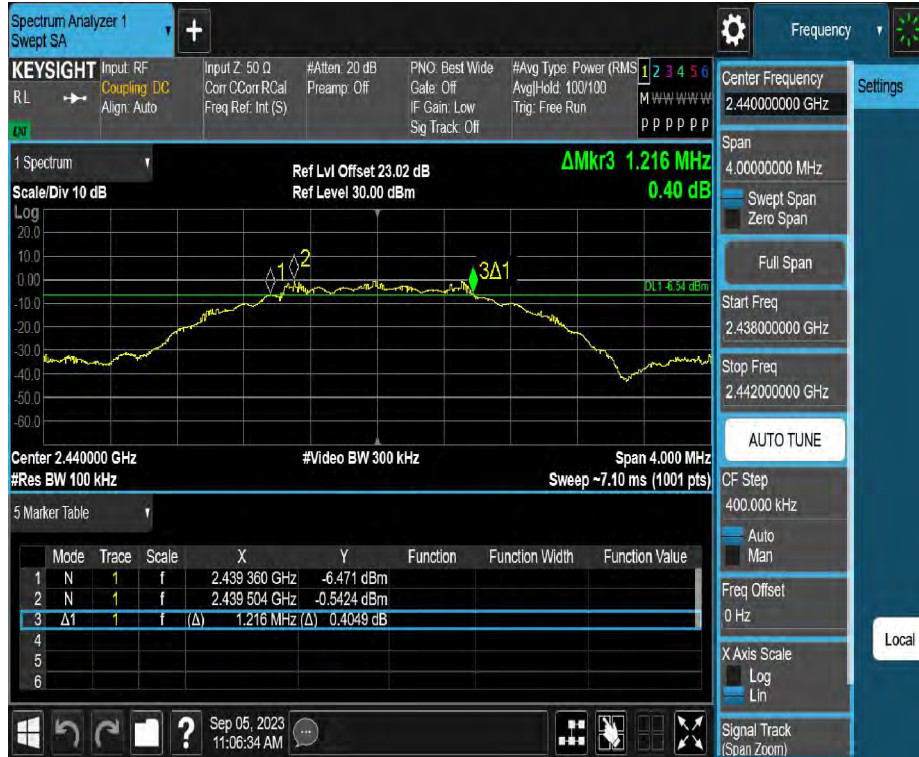 Spectrum Analyzer 1
Swept SA
+
Frequency
KEYSIGHT
RL
EXT
Input: RF
Coupling: DC
Align: Auto
Input Z: 50 Ω
Corr CCorr RCal
Freq Ref: Int (S)
#Atten: 20 dB
Preamp: Off
PNO: Best Wide
Gate: Off
IF Gain: Low
Sig Track: Off
#Avg Type: Power (RMS
Avg|Hold: 100/100
Trig: Free Run
1 2 3 4 5 6
M W W W W W
P P P P P P
Center Frequency
2.440000000 GHz
Settings
1 Spectrum
Scale/Div 10 dB
Ref Lvl Offset 23.02 dB
Ref Level 30.00 dBm
ΔMkr3 1.216 MHz
0.40 dB
Log
20.0
10.0
0.00
-10.0
-20.0
-30.0
-40.0
-50.0
-60.0
1
2
3Δ1
DL1 -6.54 dBm
Center 2.440000 GHz
#Video BW 300 kHz
Span 4.000 MHz
#Res BW 100 kHz
Sweep ~7.10 ms (1001 pts)
Span
4.00000000 MHz
Swept Span
Zero Span
Full Span
Start Freq
2.438000000 GHz
Stop Freq
2.442000000 GHz
AUTO TUNE
CF Step
400.000 kHz
Auto
Man
Freq Offset
0 Hz
X Axis Scale
Log
Lin
Signal Track
(Span Zoom)
Local
5 Marker Table
Mode Trace Scale X Y Function Function Width Function Value
1 N 1 f 2.439 360 GHz -6.471 dBm
2 N 1 f 2.439 504 GHz -0.5424 dBm
3 Δ1 1 f (Δ) 1.216 MHz (Δ) 0.4049 dB
4
5
6
?
Sep 05, 2023
11:06:34 AM